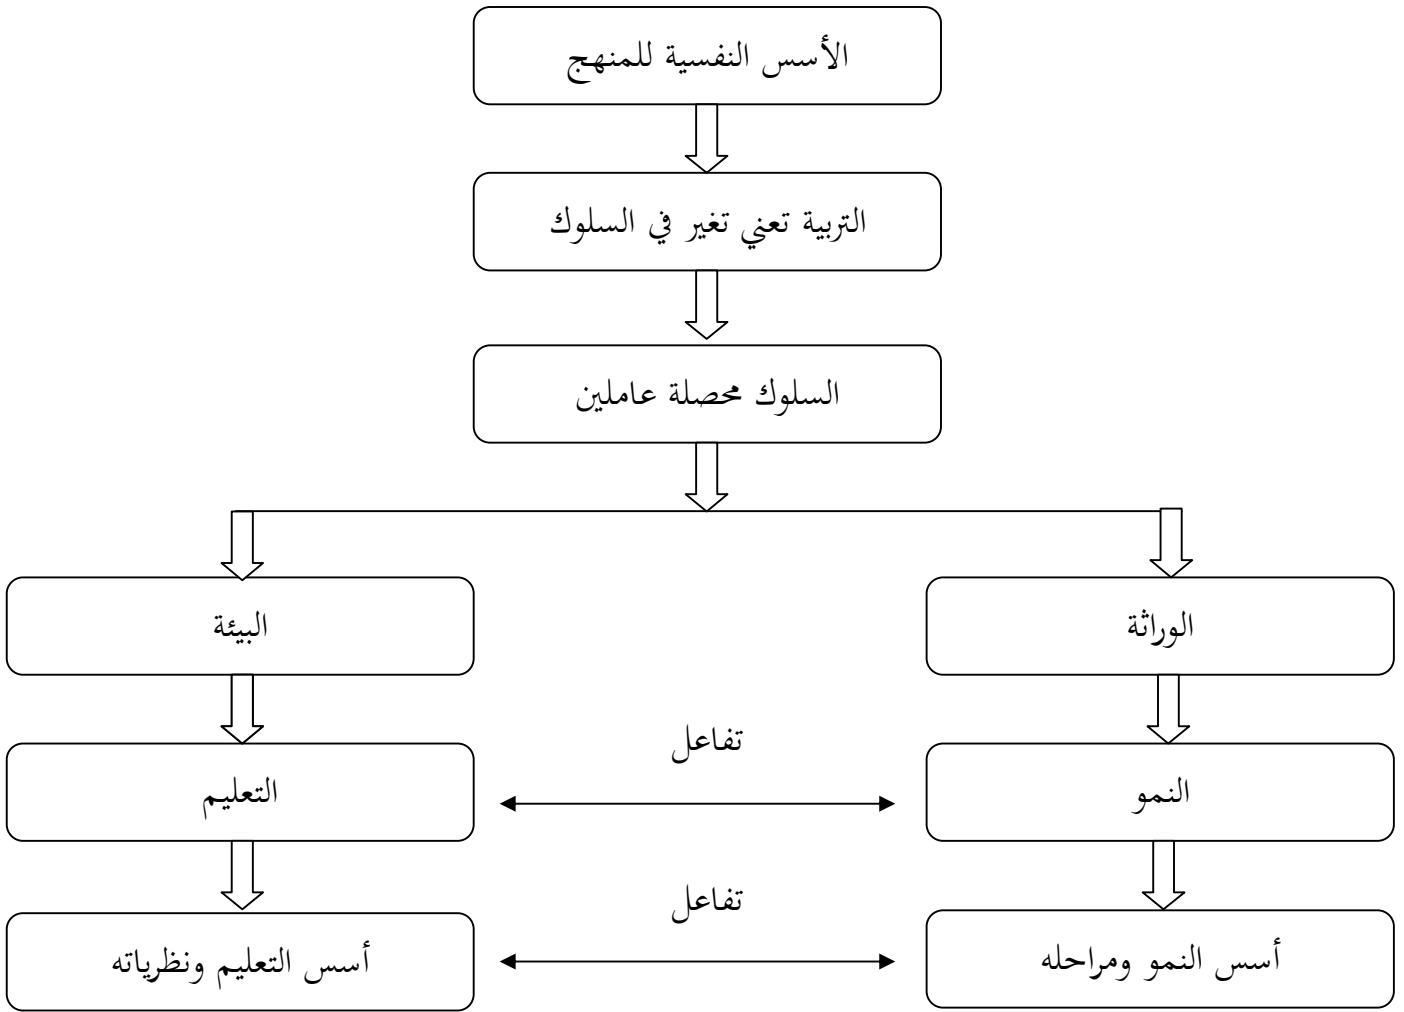 الأسس النفسية للمنهج
التربية تعني تغير في السلوك
السلوك محصلة عاملين
الوراثة
البيئة
تفاعل
النمو
التعليم
تفاعل
أسس النمو ومراحله
أسس التعليم ونظرياته